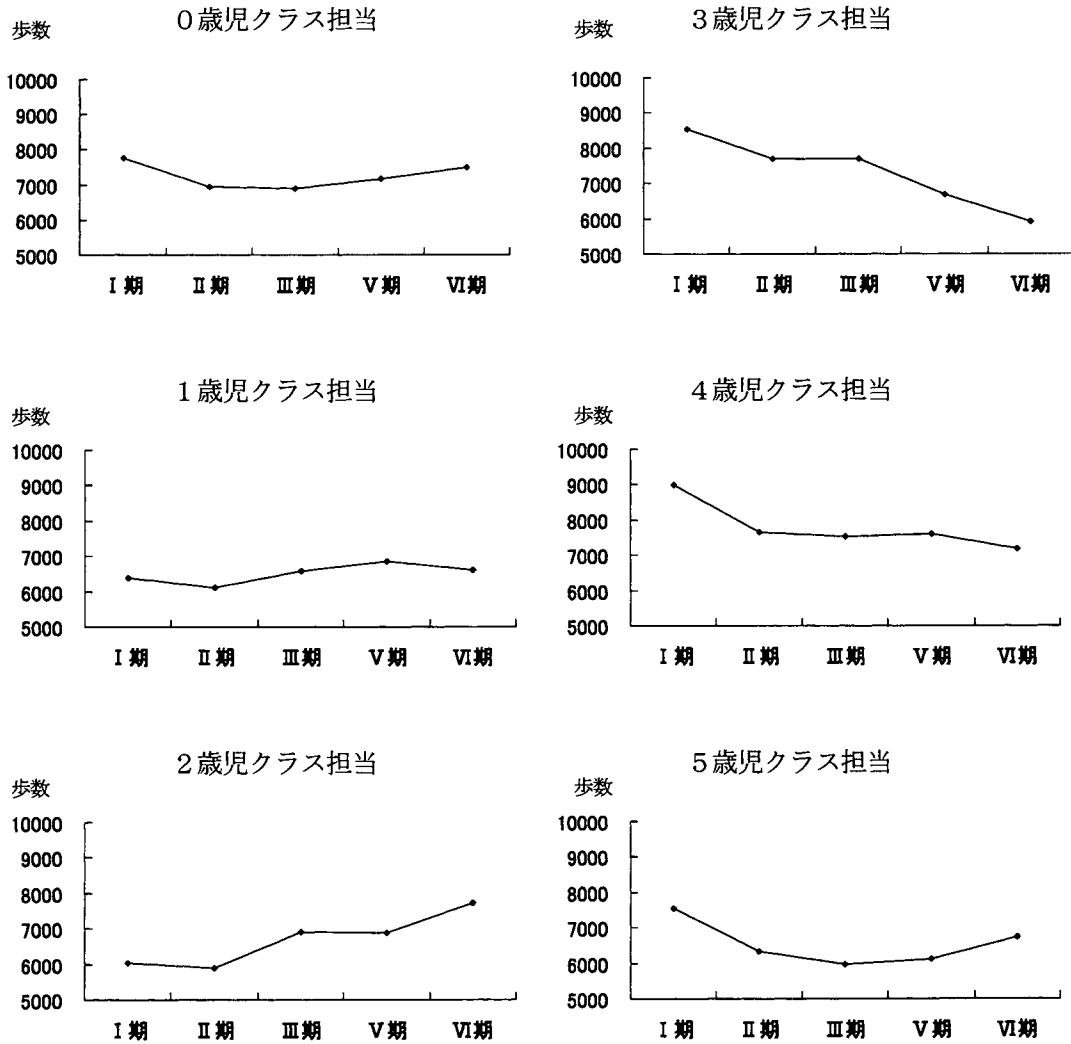 ０歳児クラス担当
歩数
10000
9000
8000
7000
6000
5000
Ⅰ期 Ⅱ期 Ⅲ期 Ⅴ期 Ⅵ期
３歳児クラス担当
歩数
10000
9000
8000
7000
6000
5000
Ⅰ期 Ⅱ期 Ⅲ期 Ⅴ期 Ⅵ期
１歳児クラス担当
歩数
10000
9000
8000
7000
6000
5000
Ⅰ期 Ⅱ期 Ⅲ期 Ⅴ期 Ⅵ期
４歳児クラス担当
歩数
10000
9000
8000
7000
6000
5000
Ⅰ期 Ⅱ期 Ⅲ期 Ⅴ期 Ⅵ期
２歳児クラス担当
歩数
10000
9000
8000
7000
6000
5000
Ⅰ期 Ⅱ期 Ⅲ期 Ⅴ期 Ⅵ期
５歳児クラス担当
歩数
10000
9000
8000
7000
6000
5000
Ⅰ期 Ⅱ期 Ⅲ期 Ⅴ期 Ⅵ期